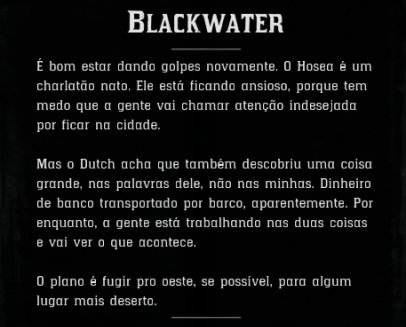 BLACKWATER
É bom estar dando golpes novamente. O Hosea é um
charlatão nato. Ele está ficando ansioso, porque tem
medo que a gente vai chamar atenção indesejada
por ficar na cidade.
Mas o Dutch acha que também descobriu uma coisa
grande, nas palavras dele, não nas minhas. Dinheiro
de banco transportado por barco, aparentemente. Por
enquanto, a gente está trabalhando nas duas coisas
e vai ver o que acontece.
O plano é fugir pro oeste, se possível, para algum
lugar mais deserto.